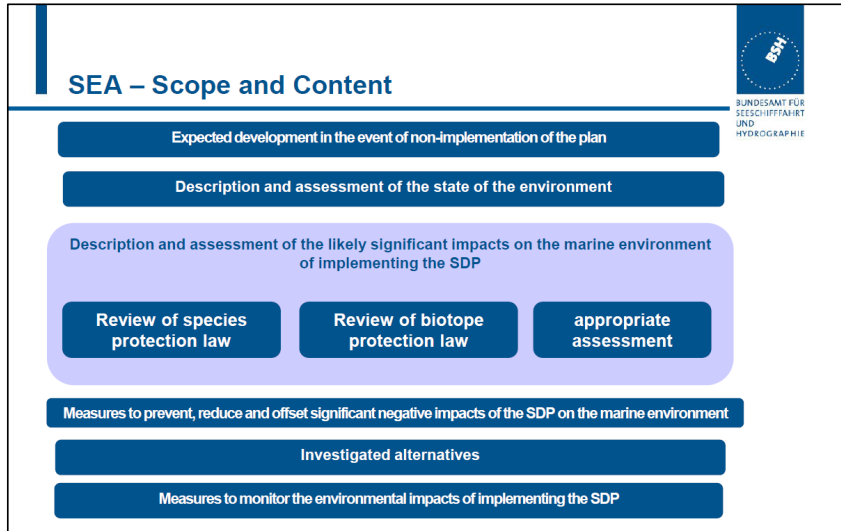 SEA – Scope and Content
BSH
BUNDESAMT FÜR
SEESCHIFFFAHRT
UND
HYDROGRAPHIE
Expected development in the event of non-implementation of the plan
Description and assessment of the state of the environment
Description and assessment of the likely significant impacts on the marine environment
of implementing the SDP
Review of species
protection law
Review of biotope
protection law
appropriate
assessment
Measures to prevent, reduce and offset significant negative impacts of the SDP on the marine environment
Investigated alternatives
Measures to monitor the environmental impacts of implementing the SDP